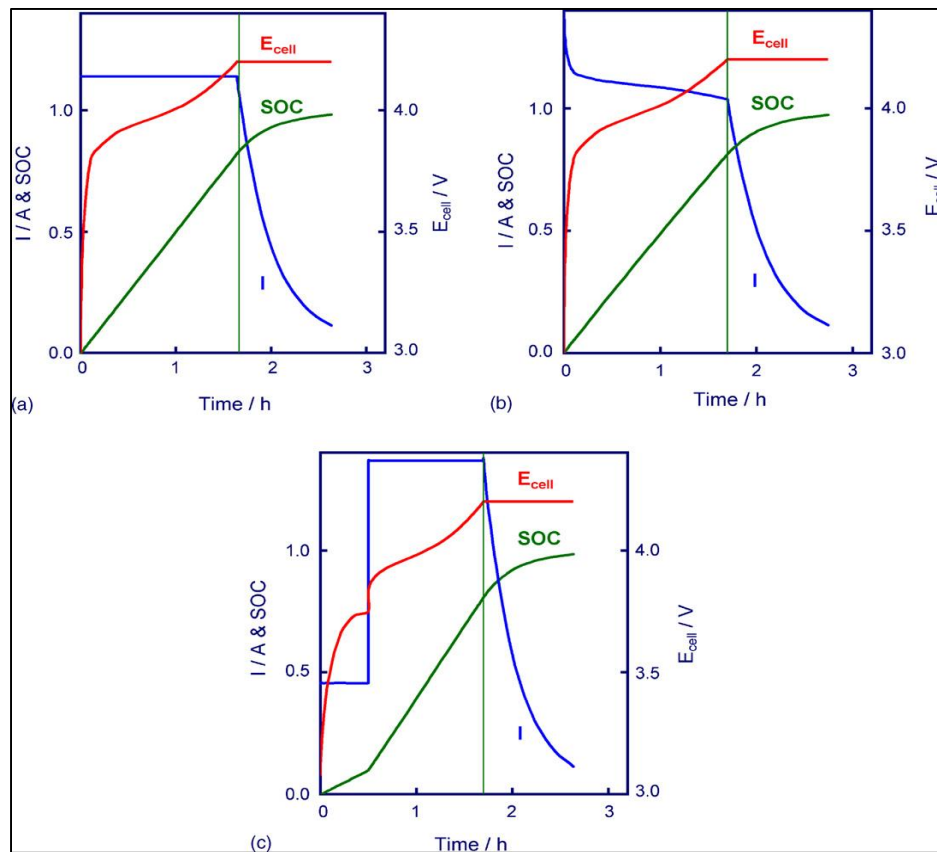 E_cell
SOC
I
I / A & SOC
1.0
0.5
0.0
4.0
3.5
3.0
E_cell / V
0 1 2 3
Time / h
(a)
E_cell
SOC
I
I / A & SOC
1.0
0.5
0.0
4.0
3.5
3.0
E_cell / V
0 1 2 3
Time / h
(b)
E_cell
SOC
I
I / A & SOC
1.0
0.5
0.0
4.0
3.5
3.0
E_cell / V
0 1 2 3
Time / h
(c)